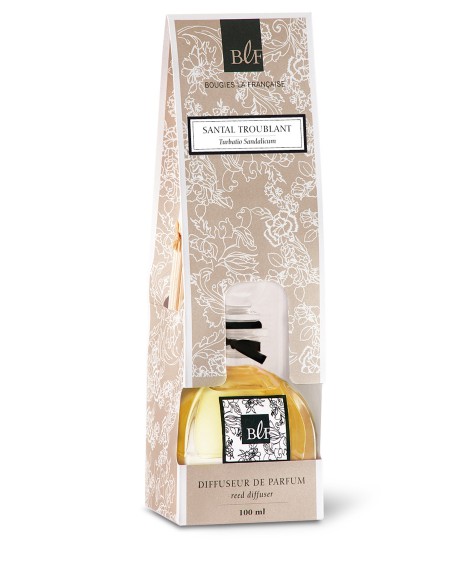 BLF
BOUGIES LA FRANÇAISE
SANTAL TROUBLANT
Turbatio Sandalicum
BLF
DIFFUSEUR DE PARFUM
reed diffuser
100 ml